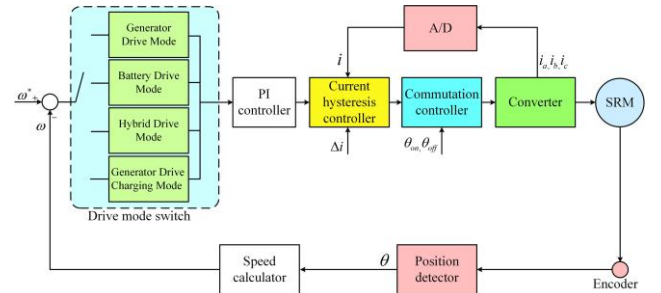 Generator
Drive Mode
Battery Drive
Mode
Hybrid Drive
Mode
Generator Drive
Charging Mode
Drive mode switch
ω*
+
−
ω
PI
controller
Current
hysteresis
controller
Δi
i
A/D
Commutation
controller
θon,θoff
Converter
ia,ib,ic
SRM
Encoder
Position
detector
θ
Speed
calculator